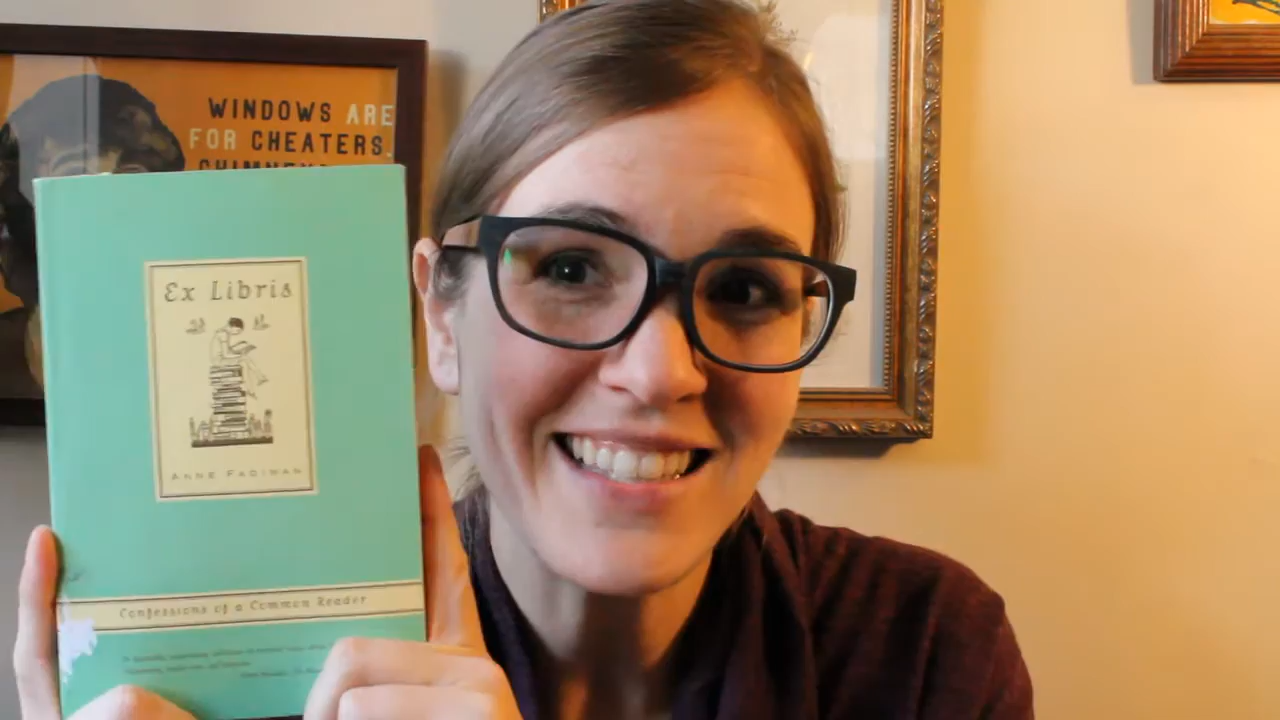 WINDOWS ARE
FOR CHEATERS.
Ex Libris
ANNE FADIMAN
Confessions of a Common Reader